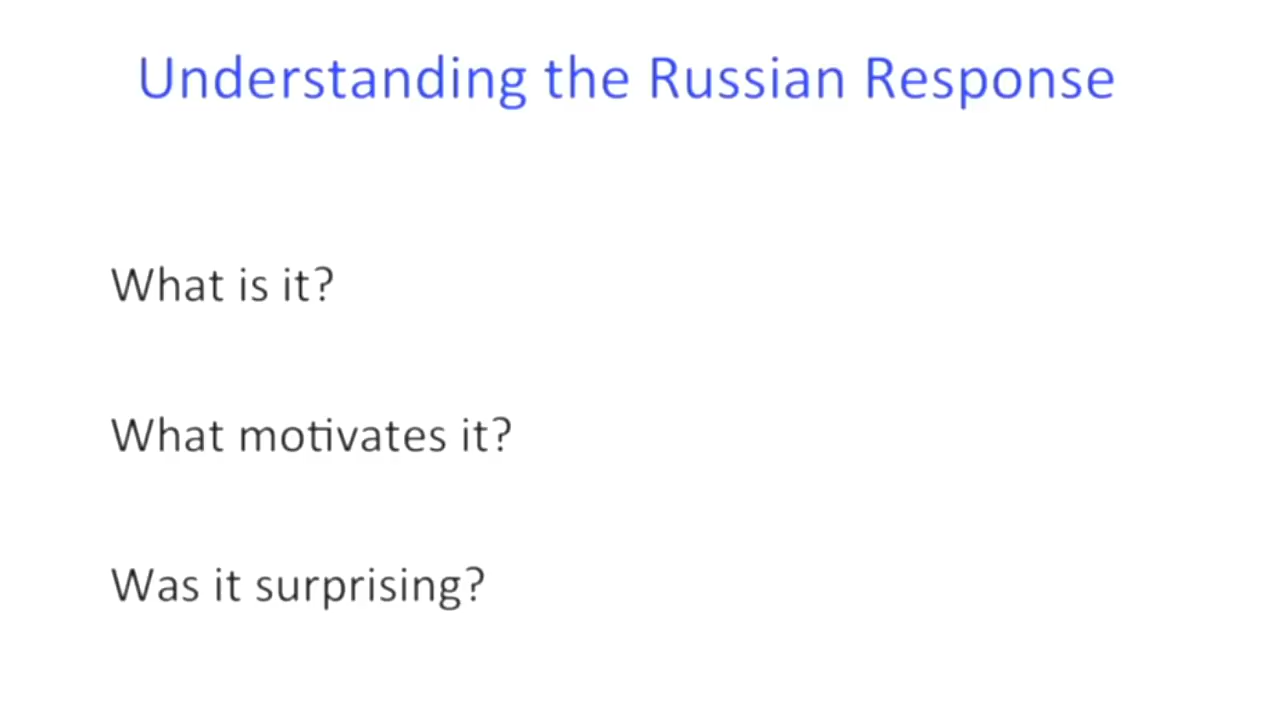 Understanding the Russian Response
What is it?
What motivates it?
Was it surprising?